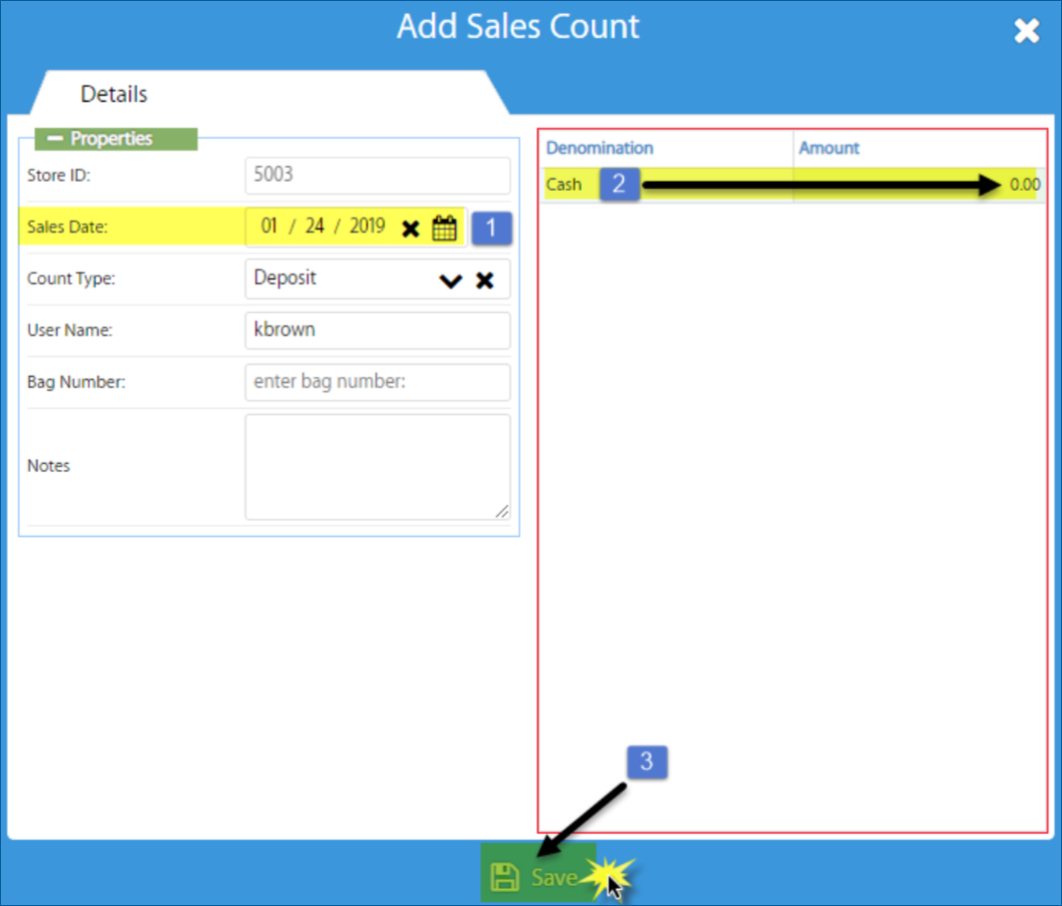 Add Sales Count
Details
Properties
Store ID: 5003
Sales Date: 01 / 24 / 2019 1
Count Type: Deposit
User Name: kbrown
Bag Number: enter bag number:
Notes
Denomination Amount
Cash 2 0.00
3
Save